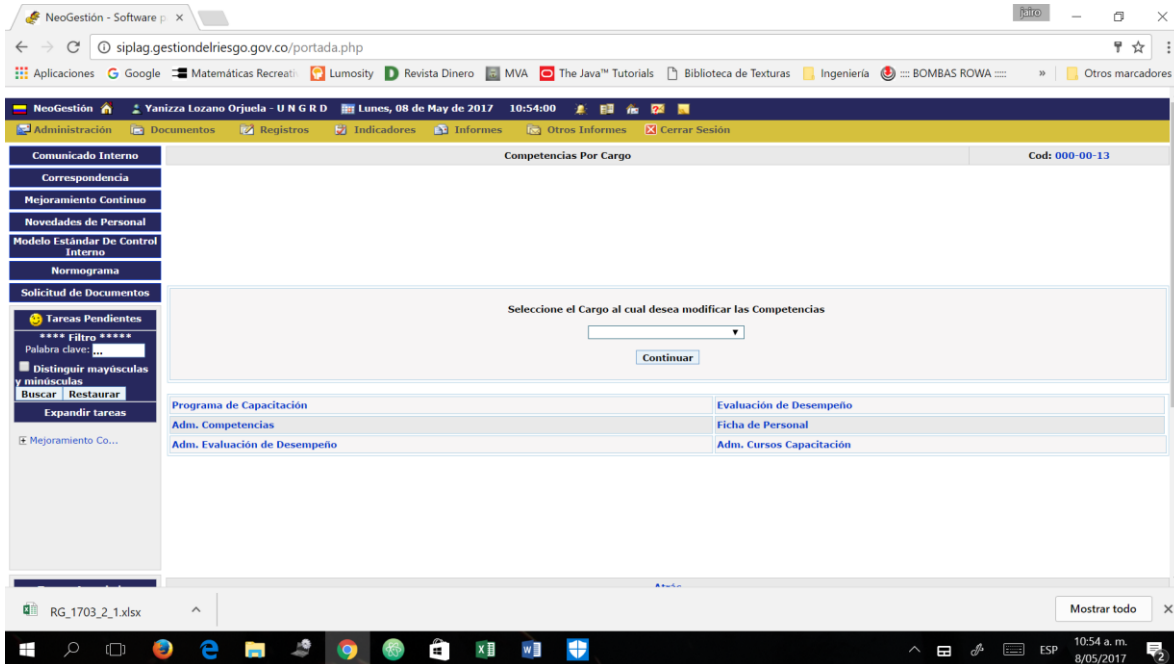 NeoGestión - Software p
jairo
siplag.gestiondelriesgo.gov.co/portada.php
Aplicaciones Google Matemáticas Recreati Lumosity Revista Dinero MVA The Java™ Tutorials Biblioteca de Texturas Ingeniería :::: BOMBAS ROWA ::::: » Otros marcadores
NeoGestión Yanizza Lozano Orjuela - U N G R D Lunes, 08 de May de 2017 10:54:00
Administración Documentos Registros Indicadores Informes Otros Informes Cerrar Sesión
Comunicado Interno
Correspondencia
Mejoramiento Continuo
Novedades de Personal
Modelo Estándar De Control
Interno
Normograma
Solicitud de Documentos
Tareas Pendientes
**** Filtro *****
Palabra clave: ...
Distinguir mayúsculas
y minúsculas
Buscar Restaurar
Expandir tareas
Mejoramiento Co...
Competencias Por Cargo Cod: 000-00-13
Seleccione el Cargo al cual desea modificar las Competencias
Continuar
Programa de Capacitación Evaluación de Desempeño
Adm. Competencias Ficha de Personal
Adm. Evaluación de Desempeño Adm. Cursos Capacitación
RG_1703_2_1.xlsx Mostrar todo
ESP
10:54 a. m.
8/05/2017